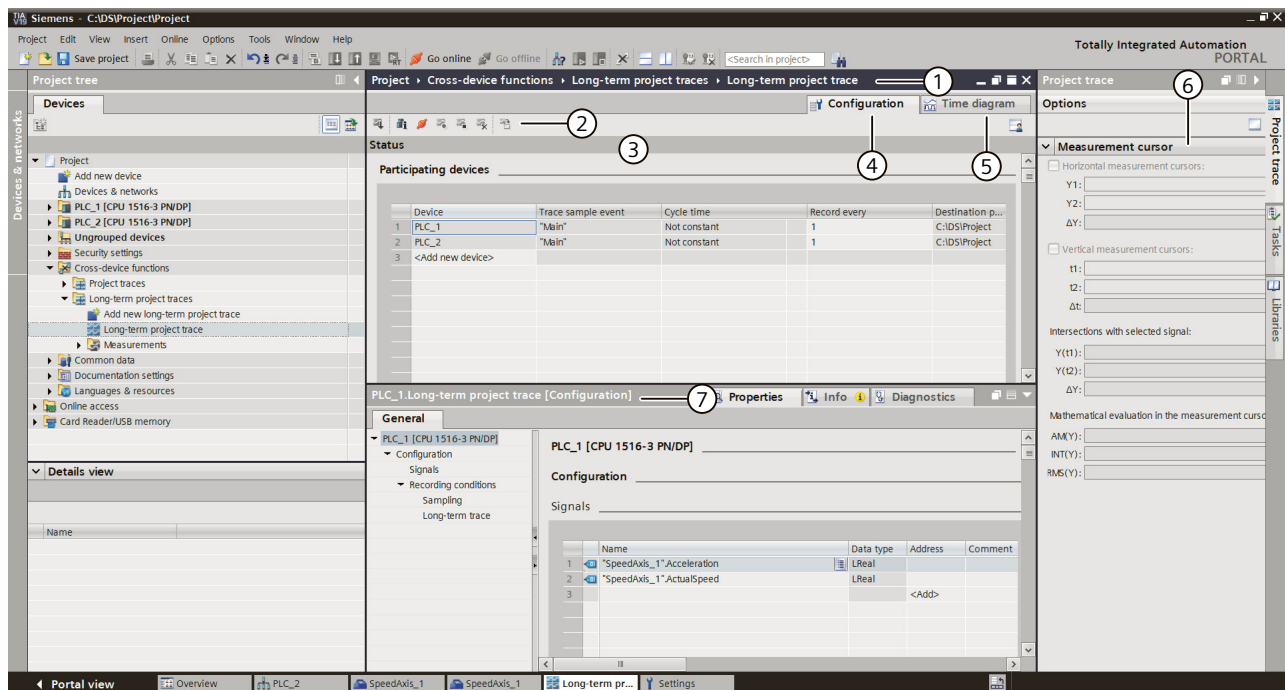 TIA V19 Siemens - C:\DS\Project\Project
Project Edit View Insert Online Options Tools Window Help
Totally Integrated Automation
PORTAL
Save project Go online Go offline <Search in project>
Project tree
Devices
Devices & networks
Project
Add new device
Devices & networks
PLC_1 [CPU 1516-3 PN/DP]
PLC_2 [CPU 1516-3 PN/DP]
Ungrouped devices
Security settings
Cross-device functions
Project traces
Long-term project traces
Add new long-term project trace
Long-term project trace
Measurements
Common data
Documentation settings
Languages & resources
Online access
Card Reader/USB memory
Details view
Name
Project Cross-device functions Long-term project traces Long-term project trace 1
Configuration Time diagram
2
Status 3 4 5
Participating devices
Device Trace sample event Cycle time Record every Destination p...
1 PLC_1 "Main" Not constant 1 C:\DS\Project
2 PLC_2 "Main" Not constant 1 C:\DS\Project
3 <Add new device>
PLC_1.Long-term project trace [Configuration] 7 Properties Info Diagnostics
General
PLC_1 [CPU 1516-3 PN/DP]
Configuration
Signals
Recording conditions
Sampling
Long-term trace
PLC_1 [CPU 1516-3 PN/DP]
Configuration
Signals
Name Data type Address Comment
1 "SpeedAxis_1".Acceleration LReal
2 "SpeedAxis_1".ActualSpeed LReal
3 <Add>
Project trace 6
Options
Measurement cursor
Horizontal measurement cursors:
Y1:
Y2:
ΔY:
Vertical measurement cursors:
t1:
t2:
Δt:
Intersections with selected signal:
Y(t1):
Y(t2):
ΔY:
Mathematical evaluation in the measurement curso
AM(Y):
INT(Y):
RMS(Y):
Project trace
Tasks
Libraries
Portal view Overview PLC_2 SpeedAxis_1 SpeedAxis_1 Long-term pr... Settings